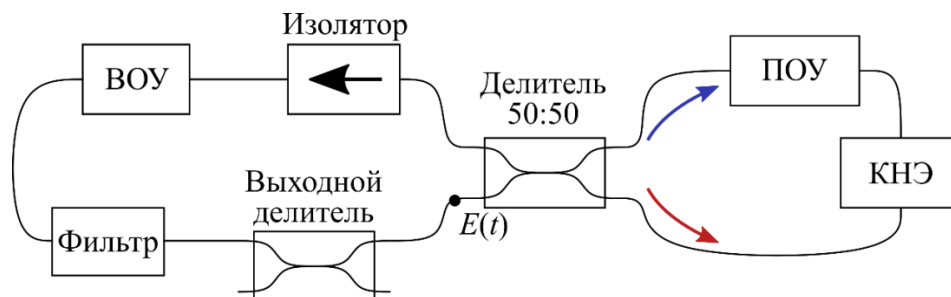 Изолятор
ВОУ
Делитель
50:50
ПОУ
КНЭ
Выходной
делитель
E(t)
Фильтр